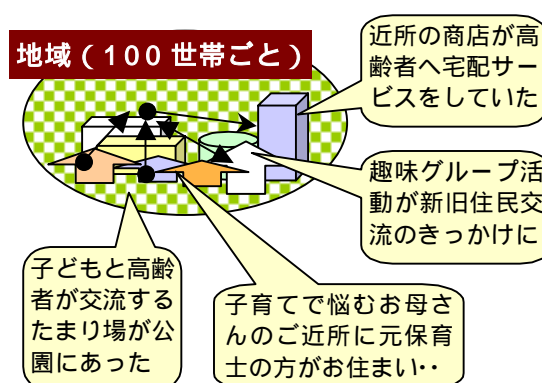 地域（１００世帯ごと）
近所の商店が高
齢者へ宅配サー
ビスをしていた
趣味グループ活
動が新旧住民交
流のきっかけに
子どもと高齢
者が交流する
たまり場が公
園にあった
子育てで悩むお母さ
んのご近所に元保育
士の方がお住まい・・